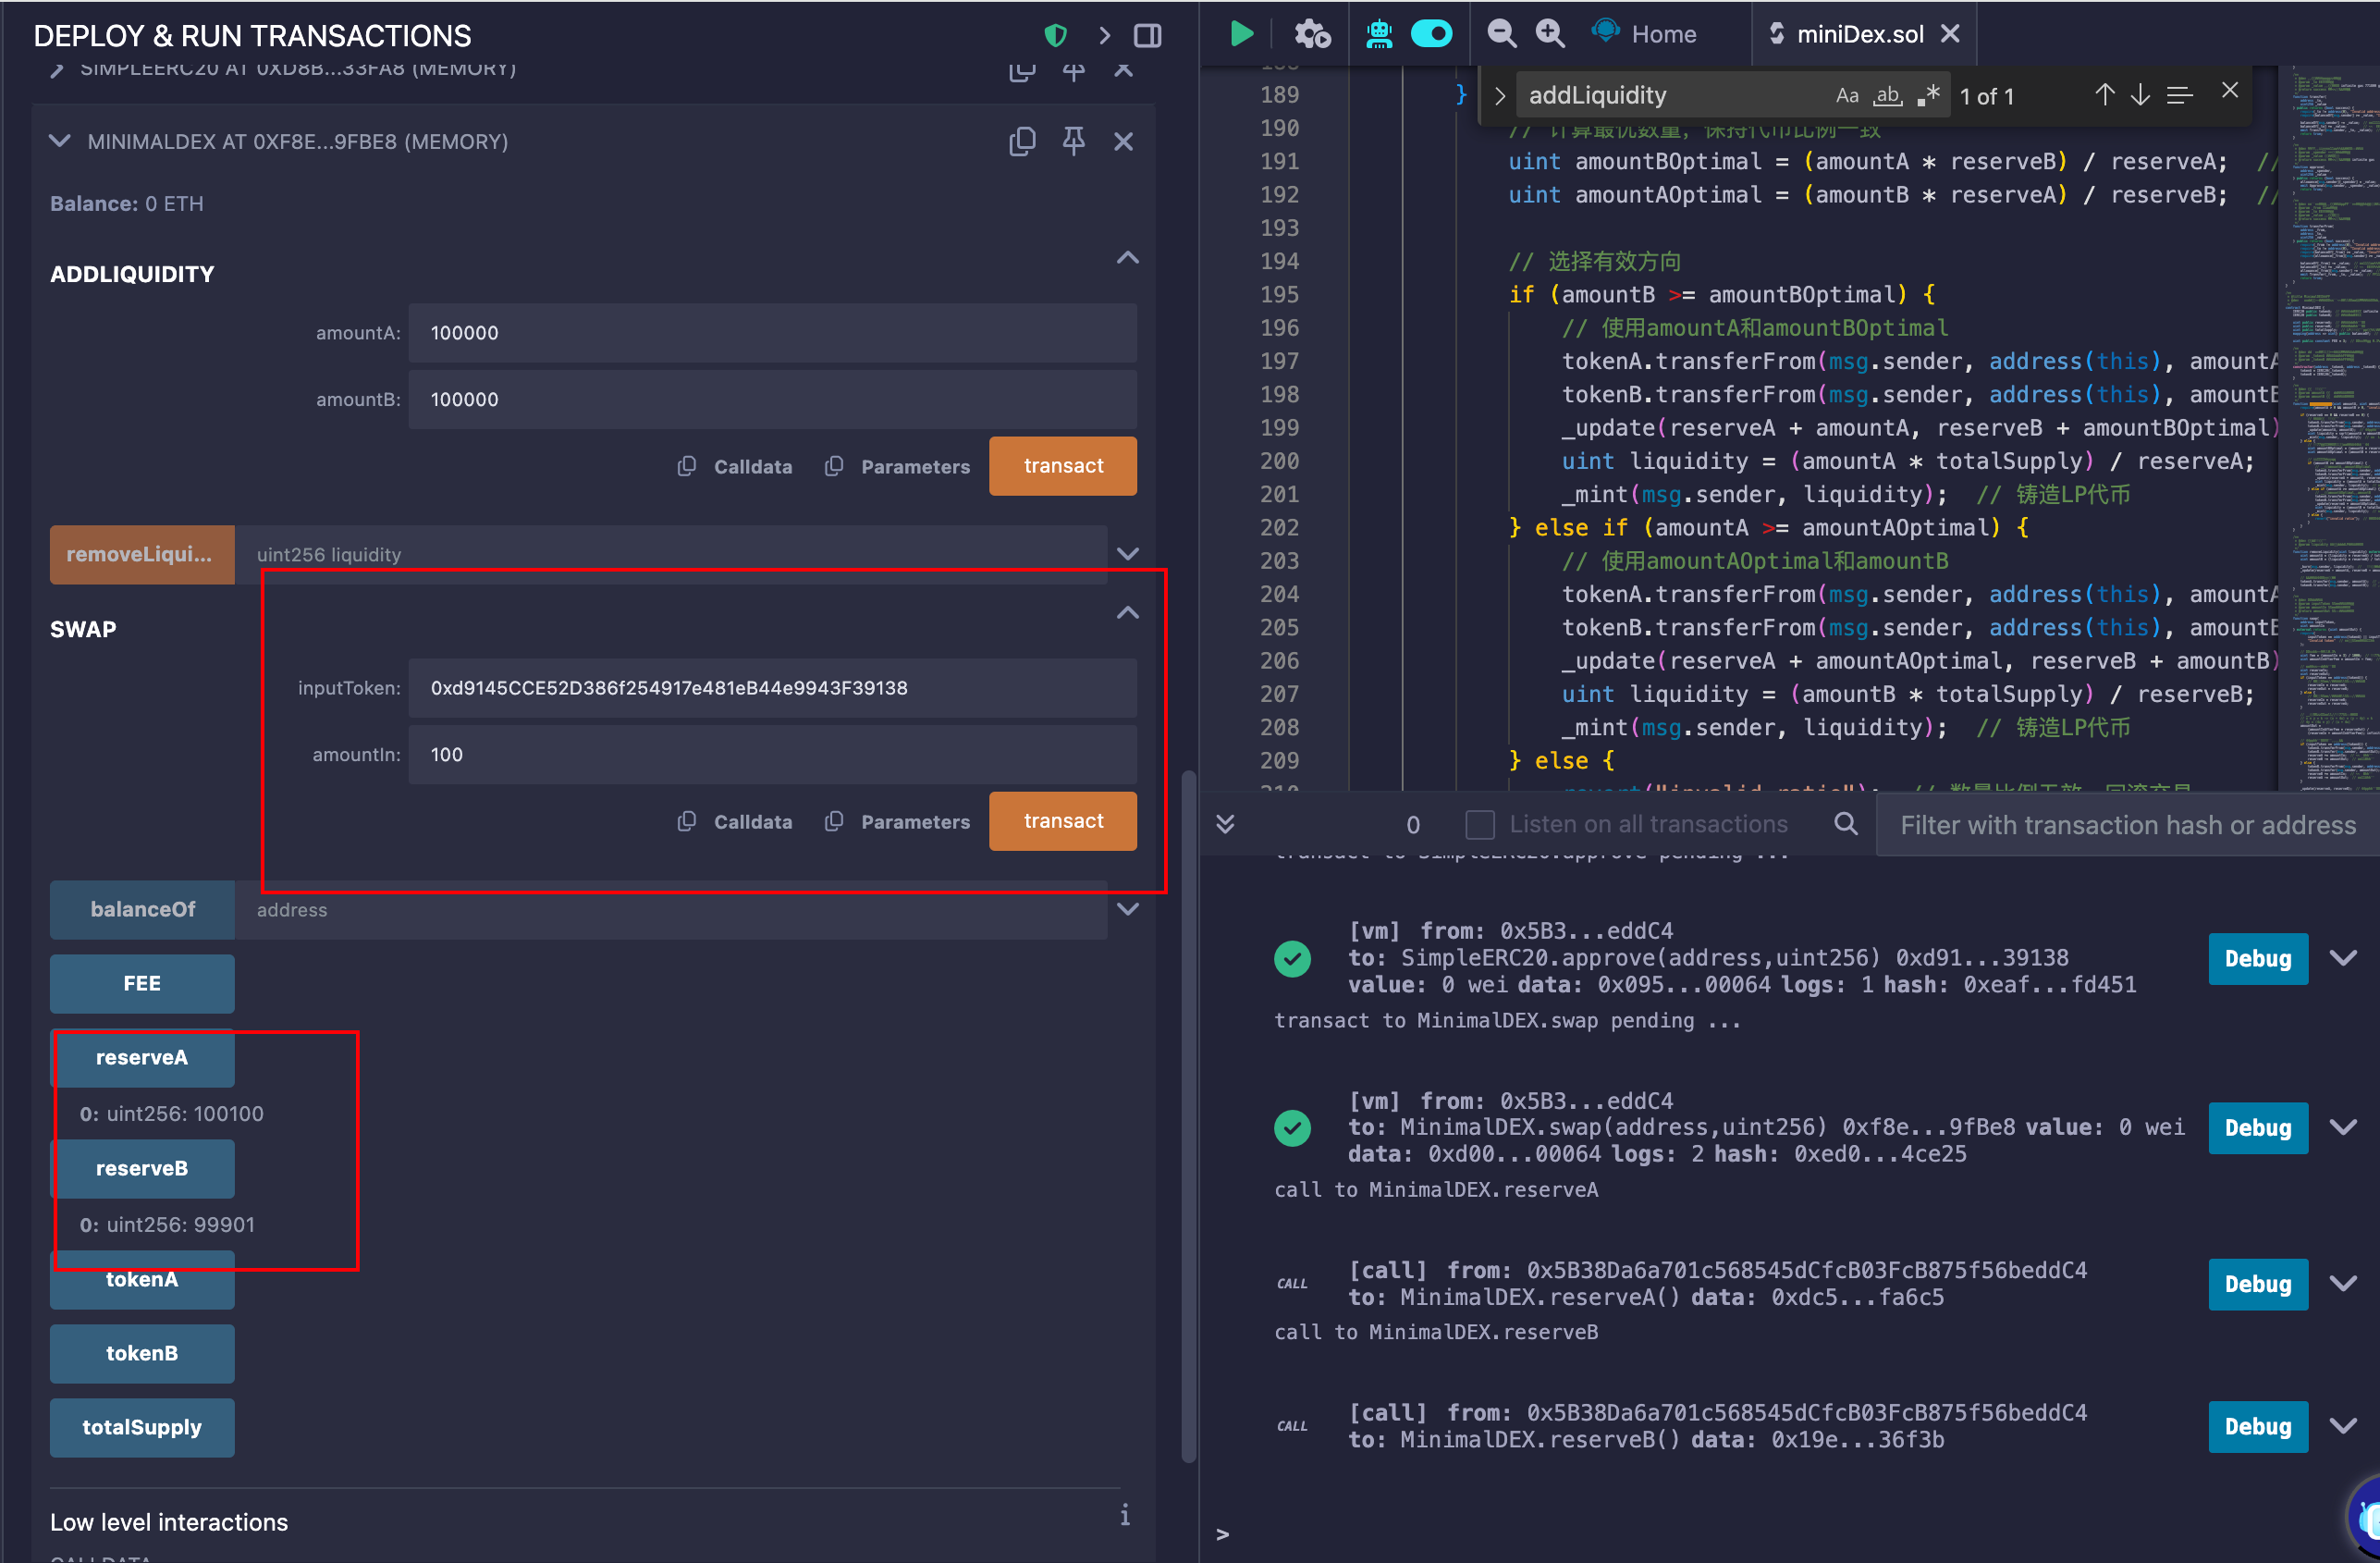 DEPLOY & RUN TRANSACTIONS
SIMPLEERC20 AT 0XD8B...33FA8 (MEMORY)
MINIMALDEX AT 0XF8E...9FBE8 (MEMORY)
Balance: 0 ETH
ADDLIQUIDITY
amountA: 100000
amountB: 100000
Calldata Parameters transact
removeLiqui... uint256 liquidity
SWAP
inputToken: 0xd9145CCE52D386f254917e481eB44e9943F39138
amountIn: 100
Calldata Parameters transact
balanceOf address
FEE
reserveA
0: uint256: 100100
reserveB
0: uint256: 99901
tokenA
tokenB
totalSupply
Low level interactions
i
CALLDATA
Home
miniDex.sol
addLiquidity Aa ab .* 1 of 1
189 }
190 // 计算最优数量，保持代币比例一致
191 uint amountBOptimal = (amountA * reserveB) / reserveA; //
192 uint amountAOptimal = (amountB * reserveA) / reserveB; //
193
194 // 选择有效方向
195 if (amountB >= amountBOptimal) {
196 // 使用amountA和amountBOptimal
197 tokenA.transferFrom(msg.sender, address(this), amountA
198 tokenB.transferFrom(msg.sender, address(this), amountB
199 _update(reserveA + amountA, reserveB + amountBOptimal)
200 uint liquidity = (amountA * totalSupply) / reserveA;
201 _mint(msg.sender, liquidity); // 铸造LP代币
202 } else if (amountA >= amountAOptimal) {
203 // 使用amountAOptimal和amountB
204 tokenA.transferFrom(msg.sender, address(this), amountA
205 tokenB.transferFrom(msg.sender, address(this), amountB
206 _update(reserveA + amountAOptimal, reserveB + amountB)
207 uint liquidity = (amountB * totalSupply) / reserveB;
208 _mint(msg.sender, liquidity); // 铸造LP代币
209 } else {
210 revert("invalid ratio"); // 数量比例无效，回滚交易
0 Listen on all transactions Filter with transaction hash or address
transact to SimpleERC20.approve pending ...
[vm] from: 0x5B3...eddC4
to: SimpleERC20.approve(address,uint256) 0xd91...39138
value: 0 wei data: 0x095...00064 logs: 1 hash: 0xeaf...fd451
Debug
transact to MinimalDEX.swap pending ...
[vm] from: 0x5B3...eddC4
to: MinimalDEX.swap(address,uint256) 0xf8e...9fBe8 value: 0 wei
data: 0xd00...00064 logs: 2 hash: 0xed0...4ce25
Debug
call to MinimalDEX.reserveA
CALL [call] from: 0x5B38Da6a701c568545dCfcB03FcB875f56beddC4
to: MinimalDEX.reserveA() data: 0xdc5...fa6c5
Debug
call to MinimalDEX.reserveB
CALL [call] from: 0x5B38Da6a701c568545dCfcB03FcB875f56beddC4
to: MinimalDEX.reserveB() data: 0x19e...36f3b
Debug
>